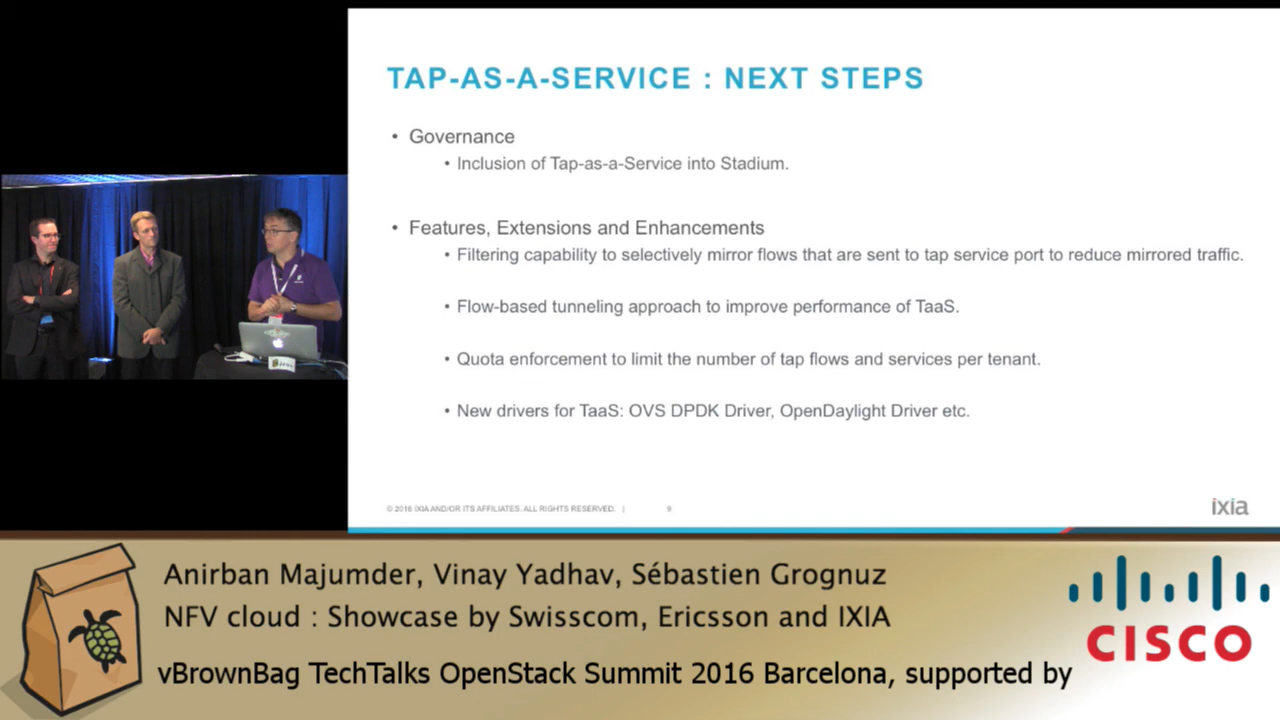 TAP-AS-A-SERVICE : NEXT STEPS
• Governance
• Inclusion of Tap-as-a-Service into Stadium.
• Features, Extensions and Enhancements
• Filtering capability to selectively mirror flows that are sent to tap service port to reduce mirrored traffic.
• Flow-based tunneling approach to improve performance of TaaS.
• Quota enforcement to limit the number of tap flows and services per tenant.
• New drivers for TaaS: OVS DPDK Driver, OpenDaylight Driver etc.
© 2016 IXIA AND/OR ITS AFFILIATES. ALL RIGHTS RESERVED. | 9
ixia
Anirban Majumder, Vinay Yadhav, Sébastien Grognuz
NFV cloud : Showcase by Swisscom, Ericsson and IXIA
vBrownBag TechTalks OpenStack Summit 2016 Barcelona, supported by
CISCO